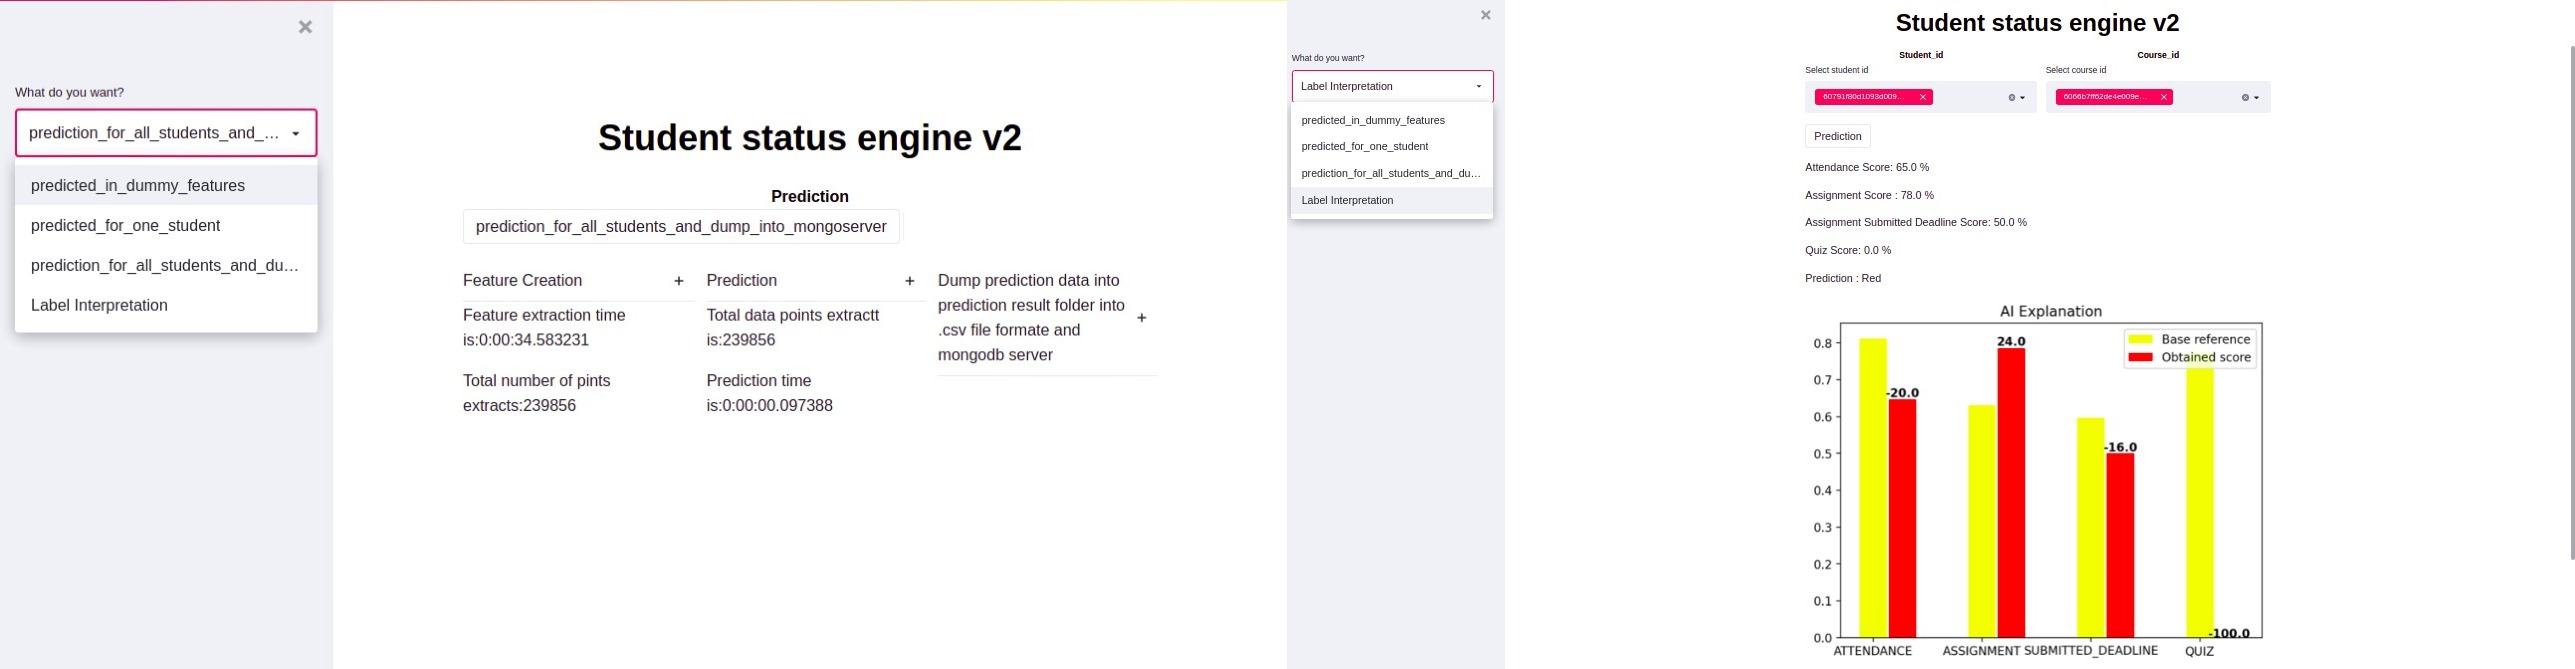 ×
What do you want?
prediction_for_all_students_and_...
predicted_in_dummy_features
predicted_for_one_student
prediction_for_all_students_and_du...
Label Interpretation
Student status engine v2
Prediction
prediction_for_all_students_and_dump_into_mongoserver
Feature Creation +
Feature extraction time
is:0:00:34.583231
Total number of pints
extracts:239856
Prediction +
Total data points extractt
is:239856
Prediction time
is:0:00:00.097388
Dump prediction data into
prediction result folder into
.csv file formate and
mongodb server
+
×
What do you want?
Label Interpretation
predicted_in_dummy_features
predicted_for_one_student
prediction_for_all_students_and_du...
Label Interpretation
Student status engine v2
Student_id
Course_id
Select student id
Select course id
60791f80d1093d009... ×
6066b7ff62de4e009e... ×
Prediction
Attendance Score: 65.0 %
Assignment Score : 78.0 %
Assignment Submitted Deadline Score: 50.0 %
Quiz Score: 0.0 %
Prediction : Red
AI Explanation
Base reference
Obtained score
0.8
0.7
0.6
0.5
0.4
0.3
0.2
0.1
0.0
-20.0
24.0
-16.0
-100.0
ATTENDANCE
ASSIGNMENT
SUBMITTED_DEADLINE
QUIZ